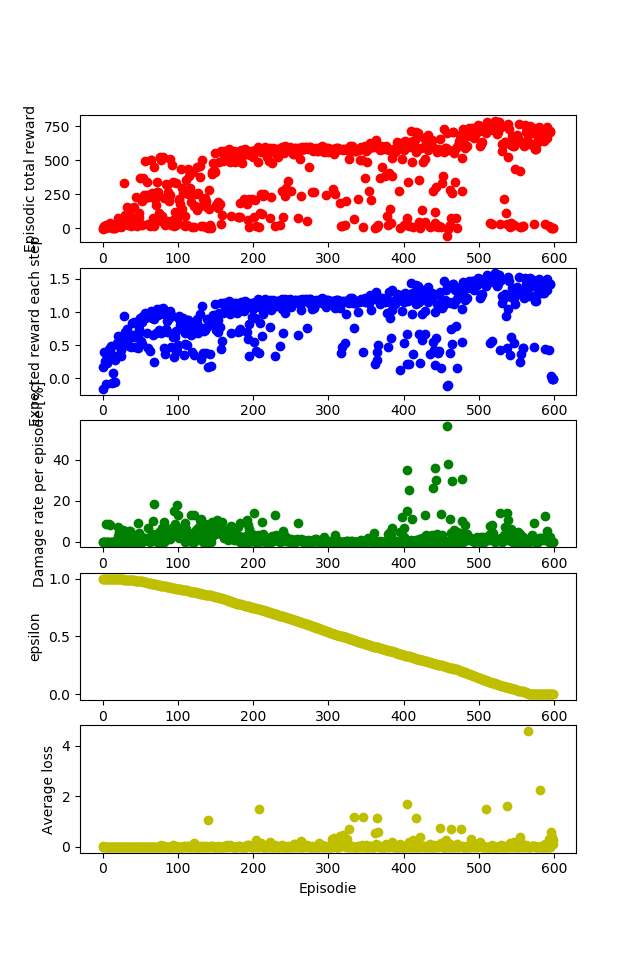 Episodic total reward
750
500
250
0
0 100 200 300 400 500 600
Expected reward each step
1.5
1.0
0.5
0.0
0 100 200 300 400 500 600
Damage rate per episode [%]
40
20
0
0 100 200 300 400 500 600
epsilon
1.0
0.5
0.0
0 100 200 300 400 500 600
Average loss
4
2
0
0 100 200 300 400 500 600
Episodie